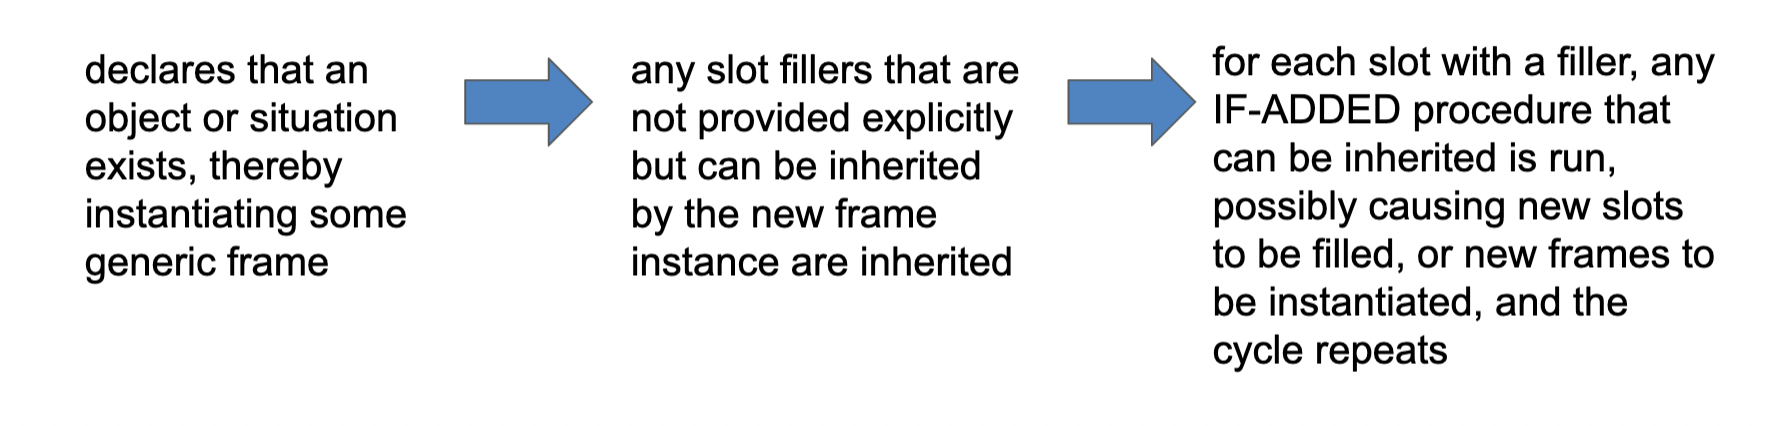 declares that an
object or situation
exists, thereby
instantiating some
generic frame
any slot fillers that are
not provided explicitly
but can be inherited
by the new frame
instance are inherited
for each slot with a filler, any
IF-ADDED procedure that
can be inherited is run,
possibly causing new slots
to be filled, or new frames to
be instantiated, and the
cycle repeats